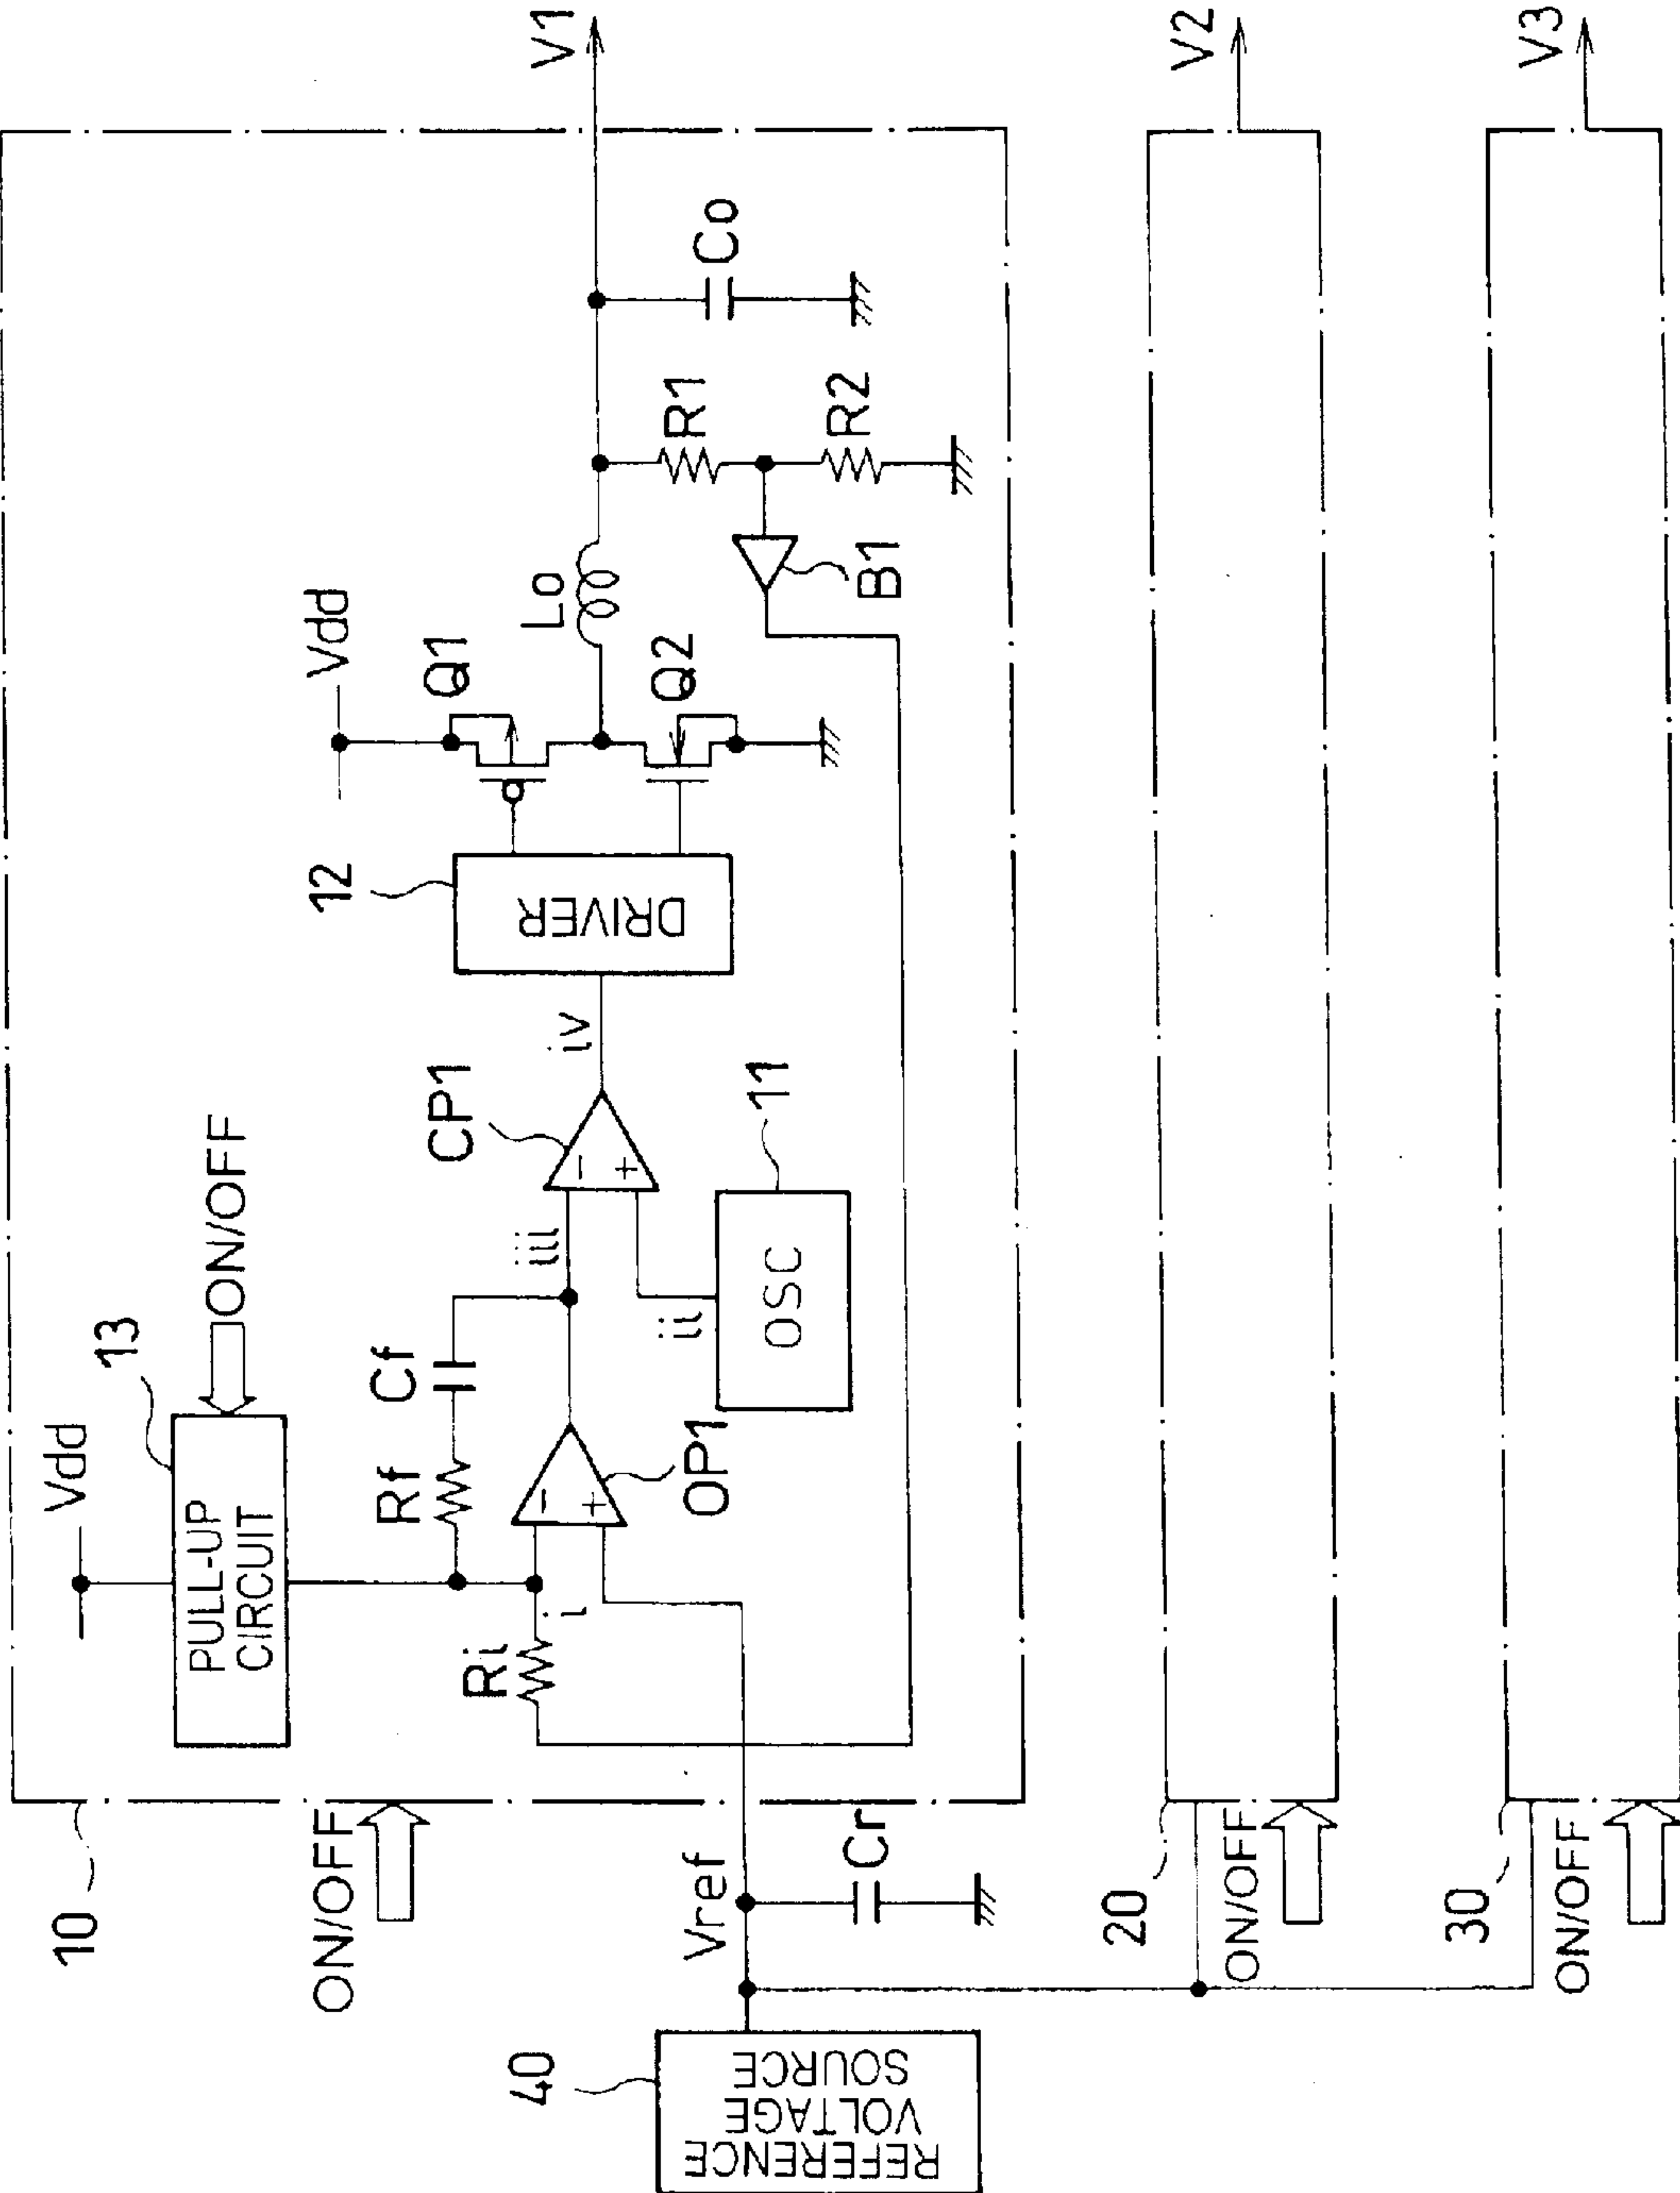 10
ON/OFF
Vdd
13
PULL-UP
CIRCUIT
ON/OFF
Rf
Cf
Ri
i
−
+
OP1
iii
ii
OSC
11
CP1
−
+
iv
12
DRIVER
Vdd
Q1
Q2
Lo
R1
R2
B1
Co
V1
40
REFERENCE
VOLTAGE
SOURCE
Vref
Cr
20
ON/OFF
V2
30
ON/OFF
V3